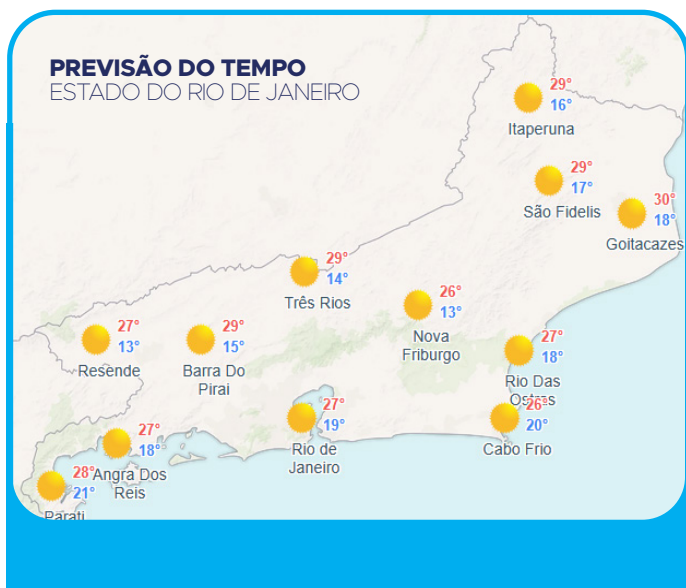 PREVISÃO DO TEMPO
ESTADO DO RIO DE JANEIRO
29°
16°
Itaperuna
29°
17°
São Fidelis
30°
18°
Goitacazes
29°
14°
Três Rios
26°
13°
Nova
Friburgo
27°
13°
Resende
29°
15°
Barra Do
Pirai
27°
18°
Rio Das
Ostras
27°
19°
Rio de
Janeiro
26°
20°
Cabo Frio
27°
18°
Angra Dos
Reis
28°
21°
Parati